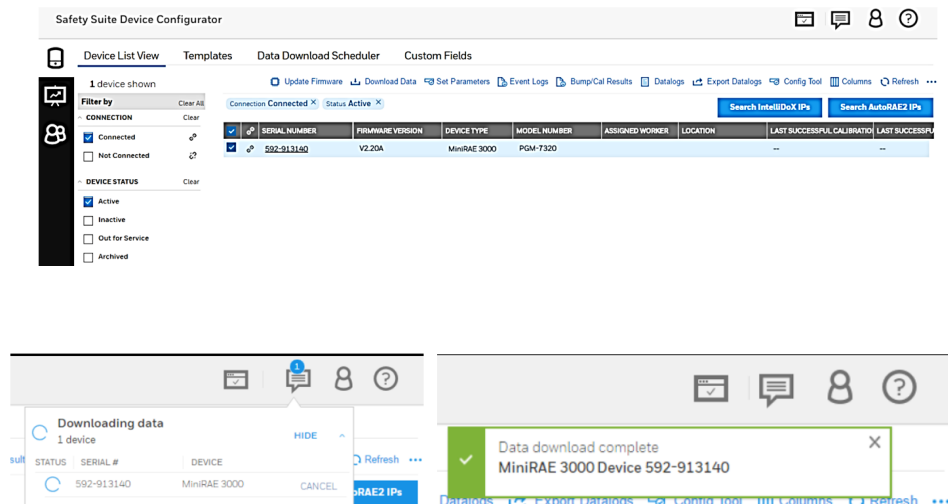 Safety Suite Device Configurator
Device List View Templates Data Download Scheduler Custom Fields
1 device shown
Update Firmware Download Data Set Parameters Event Logs Bump/Cal Results Datalogs Export Datalogs Config Tool Columns Refresh ...
Filter by Clear All
Connection Connected × Status Active ×
Search IntelliDoX IPs Search AutoRAE2 IPs
CONNECTION Clear
SERIAL NUMBER FIRMWARE VERSION DEVICE TYPE MODEL NUMBER ASSIGNED WORKER LOCATION LAST SUCCESSFUL CALIBRATIO LAST SUCCESSFU
Connected
592-913140 V2.20A MiniRAE 3000 PGM-7320 -- --
Not Connected
DEVICE STATUS Clear
Active
Inactive
Out for Service
Archived
1
Downloading data
1 device
HIDE
sult
Refresh ...
STATUS SERIAL # DEVICE
592-913140 MiniRAE 3000 CANCEL
oRAE2 IPs
Data download complete ×
MiniRAE 3000 Device 592-913140
Datalogs Export Datalogs Config Tool Columns Refresh ...